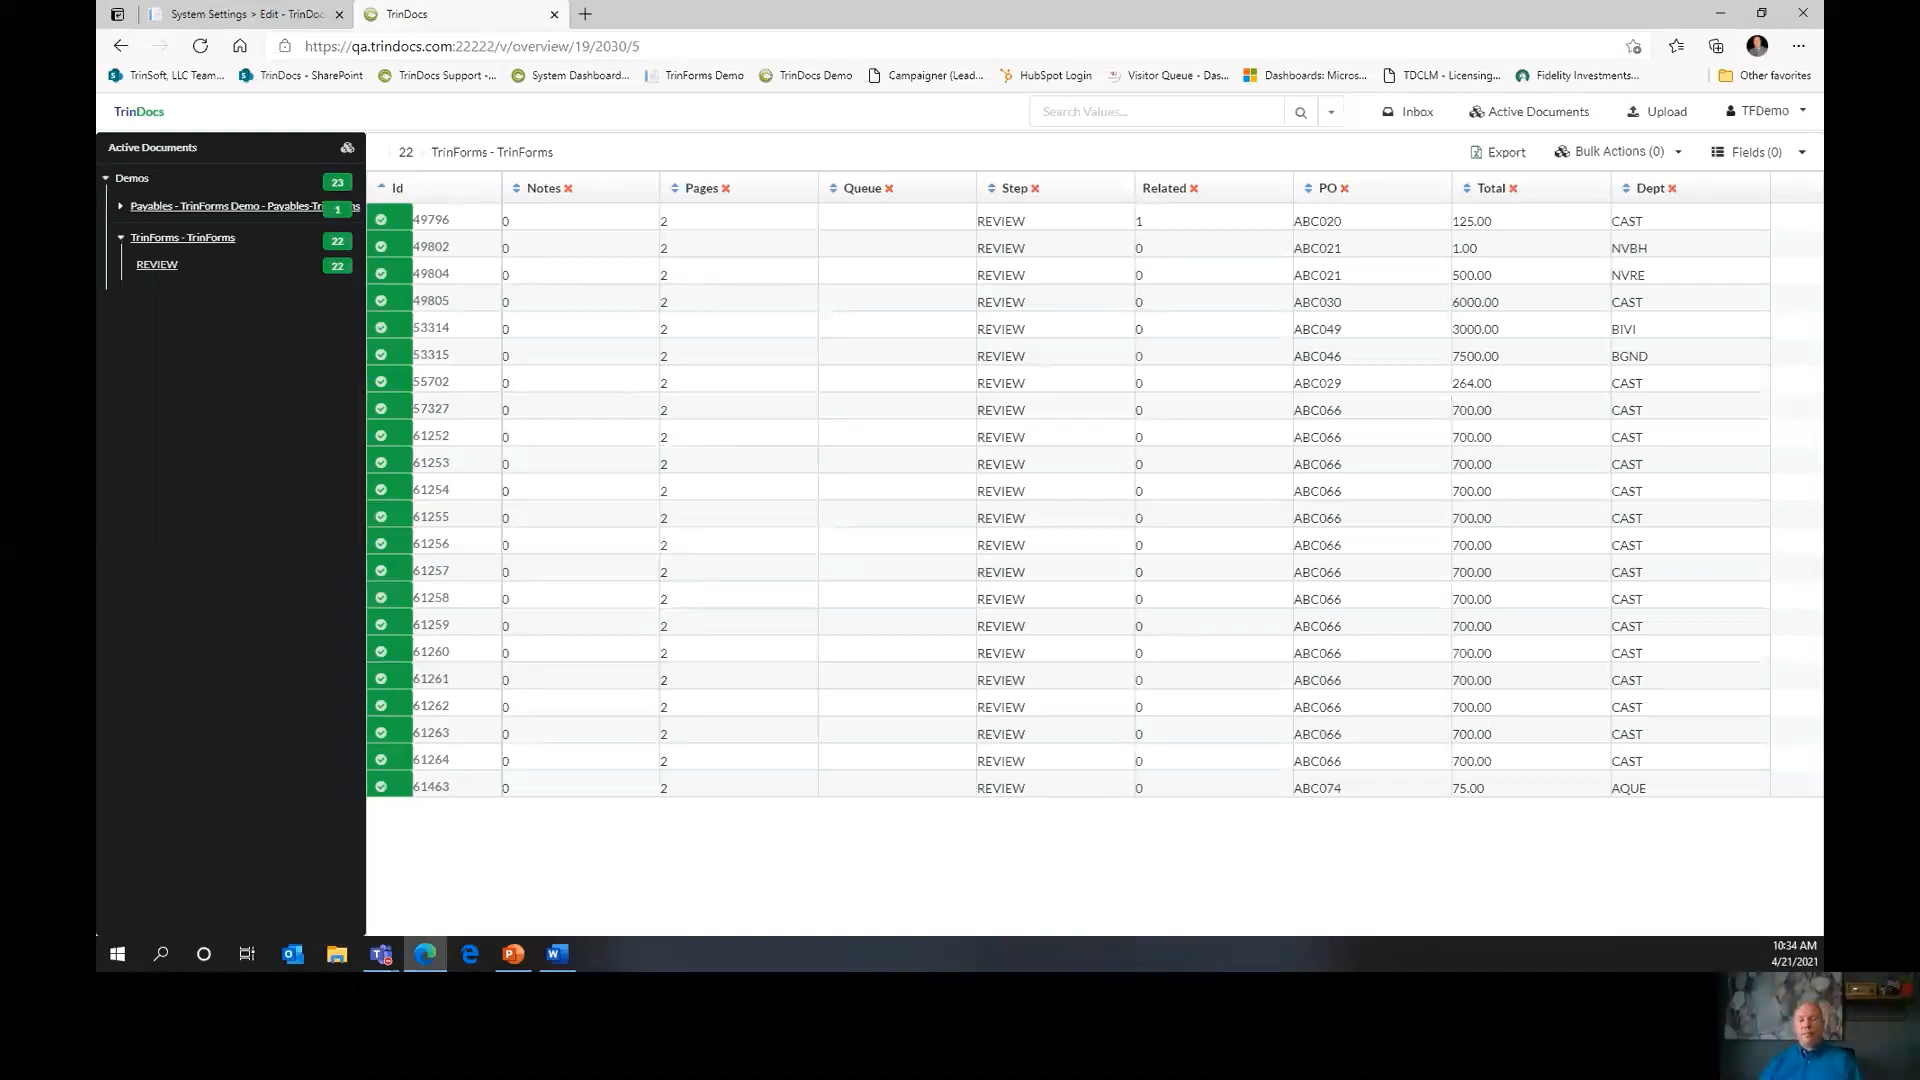 System Settings > Edit - TrinDoc
TrinDocs
https://qa.trindocs.com:22222/v/overview/19/2030/5
TrinSoft, LLC Team... TrinDocs - SharePoint TrinDocs Support -... System Dashboard... TrinForms Demo TrinDocs Demo Campaigner (Lead... HubSpot Login Visitor Queue - Das... Dashboards: Micros... TDCLM - Licensing,... Fidelity Investments... Other favorites
TrinDocs Search Values... Inbox Active Documents Upload TFDemo
Active Documents
Demos 23
Payables - TrinForms Demo - Payables-Tri 1
TrinForms - TrinForms 22
REVIEW 22
22 TrinForms - TrinForms Export Bulk Actions (0) Fields (0)
Id Notes Pages Queue Step Related PO Total Dept
49796 0 2 REVIEW 1 ABC020 125.00 CAST
49802 0 2 REVIEW 0 ABC021 1.00 NVBH
49804 0 2 REVIEW 0 ABC021 500.00 NVRE
49805 0 2 REVIEW 0 ABC030 6000.00 CAST
53314 0 2 REVIEW 0 ABC049 3000.00 BIVI
53315 0 2 REVIEW 0 ABC046 7500.00 BGND
55702 0 2 REVIEW 0 ABC029 264.00 CAST
57327 0 2 REVIEW 0 ABC066 700.00 CAST
61252 0 2 REVIEW 0 ABC066 700.00 CAST
61253 0 2 REVIEW 0 ABC066 700.00 CAST
61254 0 2 REVIEW 0 ABC066 700.00 CAST
61255 0 2 REVIEW 0 ABC066 700.00 CAST
61256 0 2 REVIEW 0 ABC066 700.00 CAST
61257 0 2 REVIEW 0 ABC066 700.00 CAST
61258 0 2 REVIEW 0 ABC066 700.00 CAST
61259 0 2 REVIEW 0 ABC066 700.00 CAST
61260 0 2 REVIEW 0 ABC066 700.00 CAST
61261 0 2 REVIEW 0 ABC066 700.00 CAST
61262 0 2 REVIEW 0 ABC066 700.00 CAST
61263 0 2 REVIEW 0 ABC066 700.00 CAST
61264 0 2 REVIEW 0 ABC066 700.00 CAST
61463 0 2 REVIEW 0 ABC074 75.00 AQUE
10:34 AM
4/21/2021